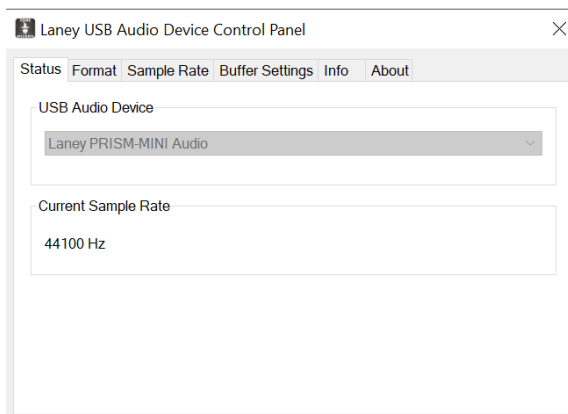 Laney USB Audio Device Control Panel
Status Format Sample Rate Buffer Settings Info About
USB Audio Device
Laney PRISM-MINI Audio
Current Sample Rate
44100 Hz